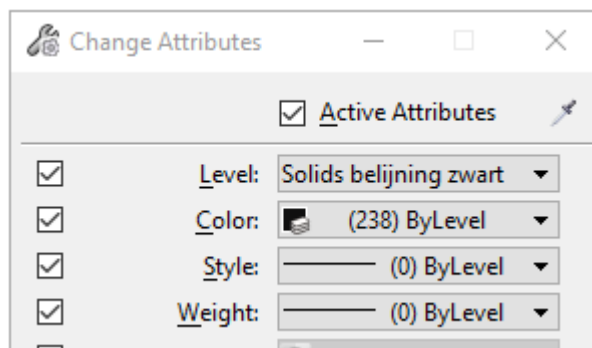 Change Attributes
Active Attributes
Level: Solids belijning zwart
Color: (238) ByLevel
Style: (0) ByLevel
Weight: (0) ByLevel